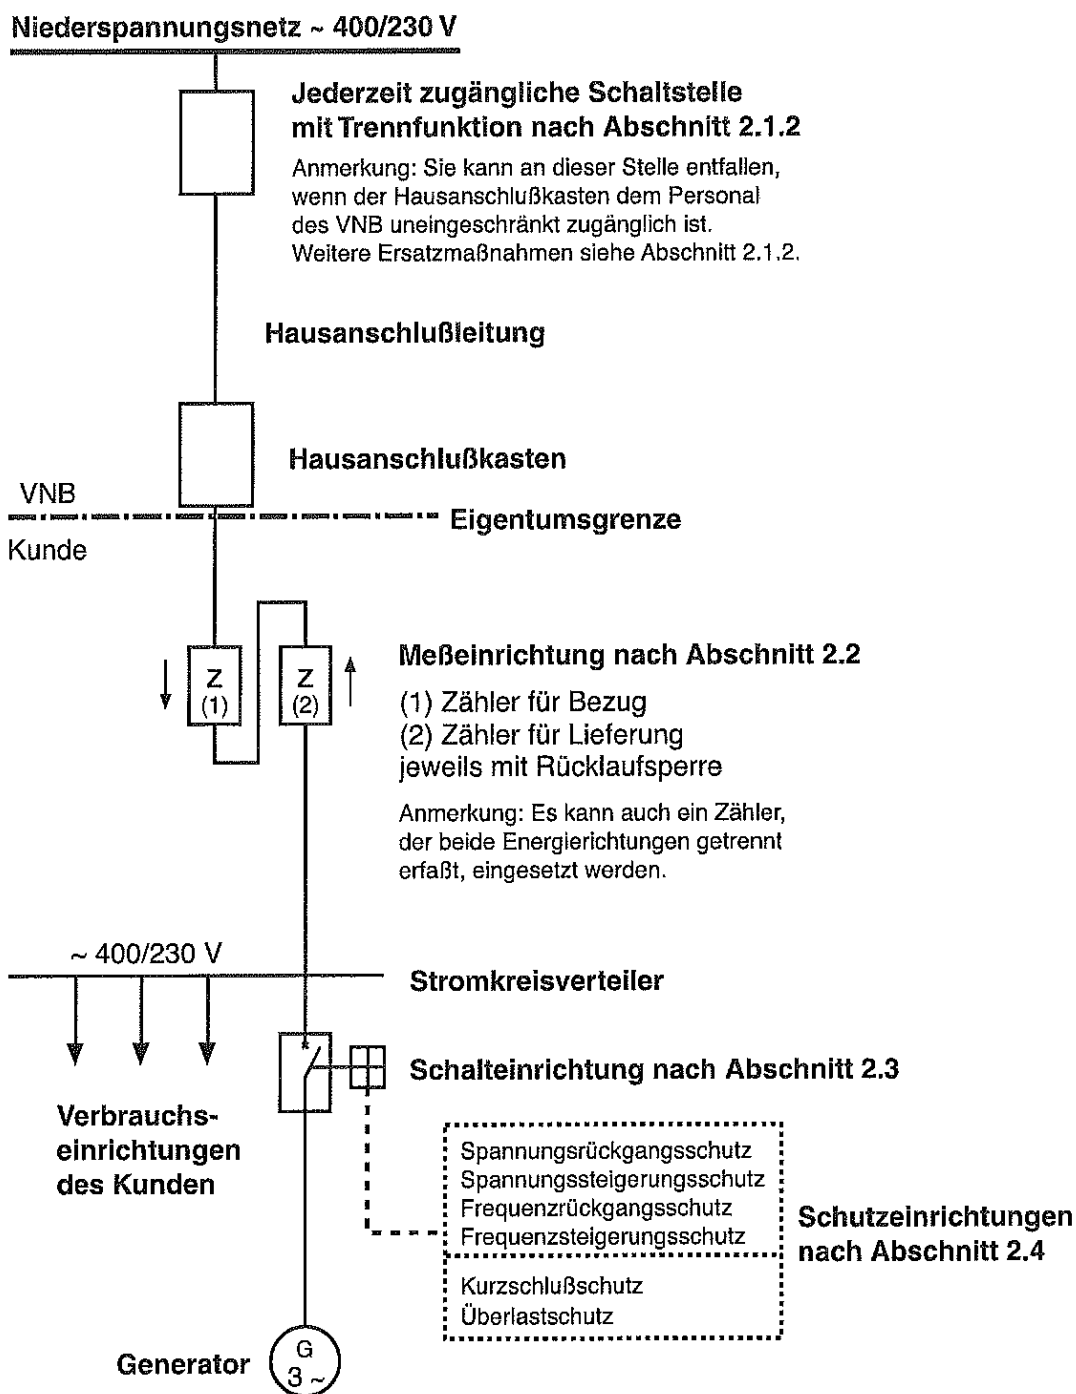 Niederspannungsnetz ~ 400/230 V
Jederzeit zugängliche Schaltstelle
mit Trennfunktion nach Abschnitt 2.1.2
Anmerkung: Sie kann an dieser Stelle entfallen,
wenn der Hausanschlußkasten dem Personal
des VNB uneingeschränkt zugänglich ist.
Weitere Ersatzmaßnahmen siehe Abschnitt 2.1.2.
Hausanschlußleitung
Hausanschlußkasten
VNB
Eigentumsgrenze
Kunde
Z
(1)
Z
(2)
Meßeinrichtung nach Abschnitt 2.2
(1) Zähler für Bezug
(2) Zähler für Lieferung
jeweils mit Rücklaufsperre
Anmerkung: Es kann auch ein Zähler,
der beide Energierichtungen getrennt
erfaßt, eingesetzt werden.
~ 400/230 V
Stromkreisverteiler
Schalteinrichtung nach Abschnitt 2.3
Verbrauchs-
einrichtungen
des Kunden
Spannungsrückgangsschutz
Spannungssteigerungsschutz
Frequenzrückgangsschutz
Frequenzsteigerungsschutz
Kurzschlußschutz
Überlastschutz
Schutzeinrichtungen
nach Abschnitt 2.4
Generator
G
3 ~